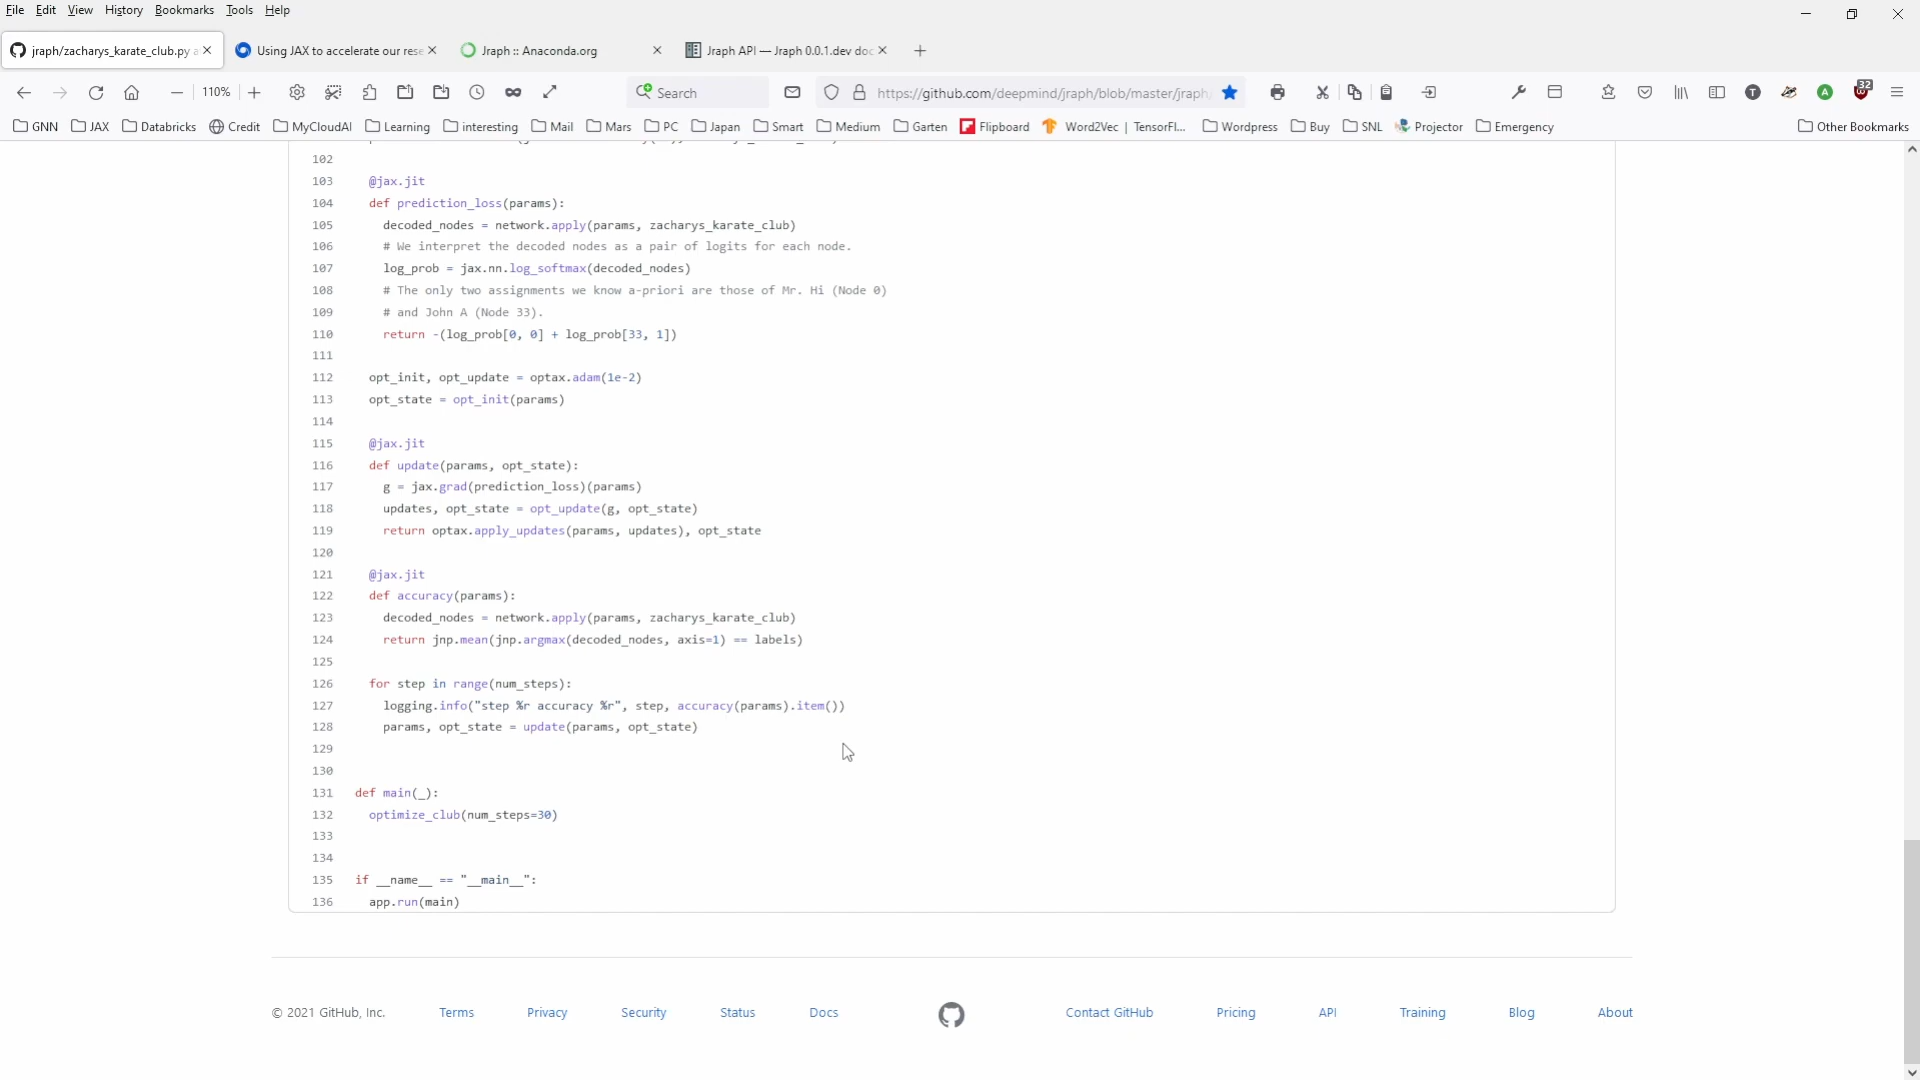 File Edit View History Bookmarks Tools Help
jraph/zacharys_karate_club.py a Using JAX to accelerate our rese Jraph :: Anaconda.org Jraph API — Jraph 0.0.1.dev doc
110% Search https://github.com/deepmind/jraph/blob/master/jraph/ T A 32
GNN JAX Databricks Credit MyCloudAI Learning interesting Mail Mars PC Japan Smart Medium Garten Flipboard Word2Vec | TensorFl... Wordpress Buy SNL Projector Emergency Other Bookmarks
102
103 @jax.jit
104 def prediction_loss(params):
105 decoded_nodes = network.apply(params, zacharys_karate_club)
106 # We interpret the decoded nodes as a pair of logits for each node.
107 log_prob = jax.nn.log_softmax(decoded_nodes)
108 # The only two assignments we know a-priori are those of Mr. Hi (Node 0)
109 # and John A (Node 33).
110 return -(log_prob[0, 0] + log_prob[33, 1])
111
112 opt_init, opt_update = optax.adam(1e-2)
113 opt_state = opt_init(params)
114
115 @jax.jit
116 def update(params, opt_state):
117 g = jax.grad(prediction_loss)(params)
118 updates, opt_state = opt_update(g, opt_state)
119 return optax.apply_updates(params, updates), opt_state
120
121 @jax.jit
122 def accuracy(params):
123 decoded_nodes = network.apply(params, zacharys_karate_club)
124 return jnp.mean(jnp.argmax(decoded_nodes, axis=1) == labels)
125
126 for step in range(num_steps):
127 logging.info("step %r accuracy %r", step, accuracy(params).item())
128 params, opt_state = update(params, opt_state)
129
130
131 def main(_):
132 optimize_club(num_steps=30)
133
134
135 if __name__ == "__main__":
136 app.run(main)
© 2021 GitHub, Inc. Terms Privacy Security Status Docs Contact GitHub Pricing API Training Blog About